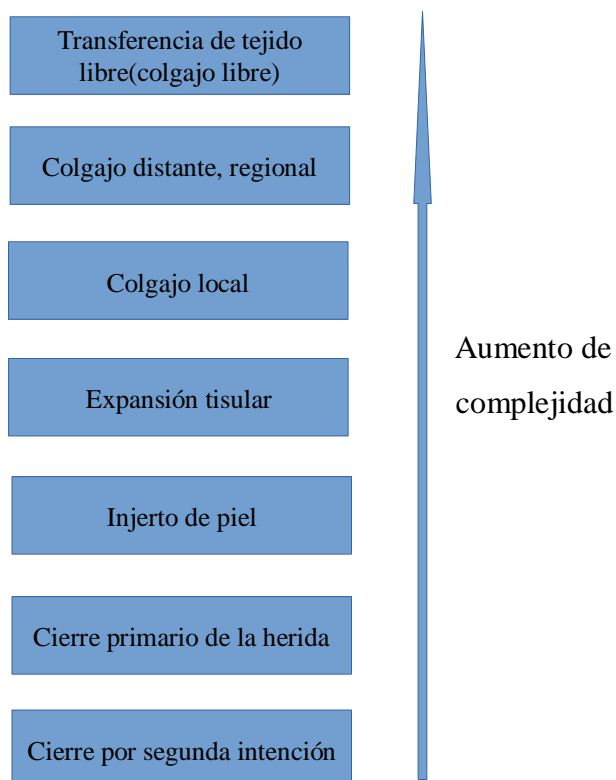 Transferencia de tejido
libre(colgajo libre)
Colgajo distante, regional
Colgajo local
Expansión tisular
Injerto de piel
Cierre primario de la herida
Cierre por segunda intención
Aumento de
complejidad